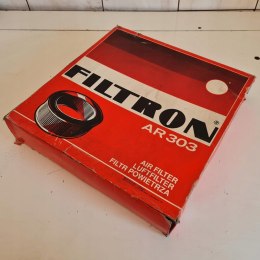 FILTRON®
AR 303
AIR FILTER
LUFTFILTER
FILTR POWIETRZA